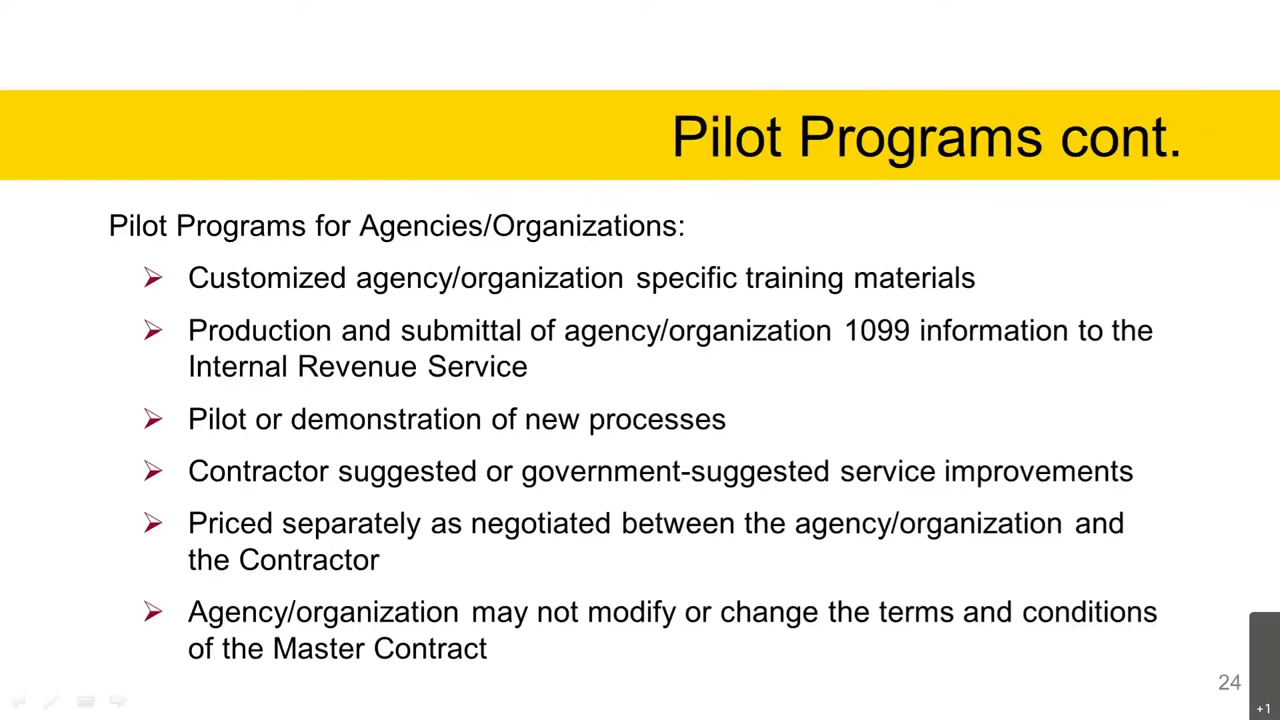 Pilot Programs cont.
Pilot Programs for Agencies/Organizations:
Customized agency/organization specific training materials
Production and submittal of agency/organization 1099 information to the
Internal Revenue Service
Pilot or demonstration of new processes
Contractor suggested or government-suggested service improvements
Priced separately as negotiated between the agency/organization and
the Contractor
Agency/organization may not modify or change the terms and conditions
of the Master Contract
24
+1